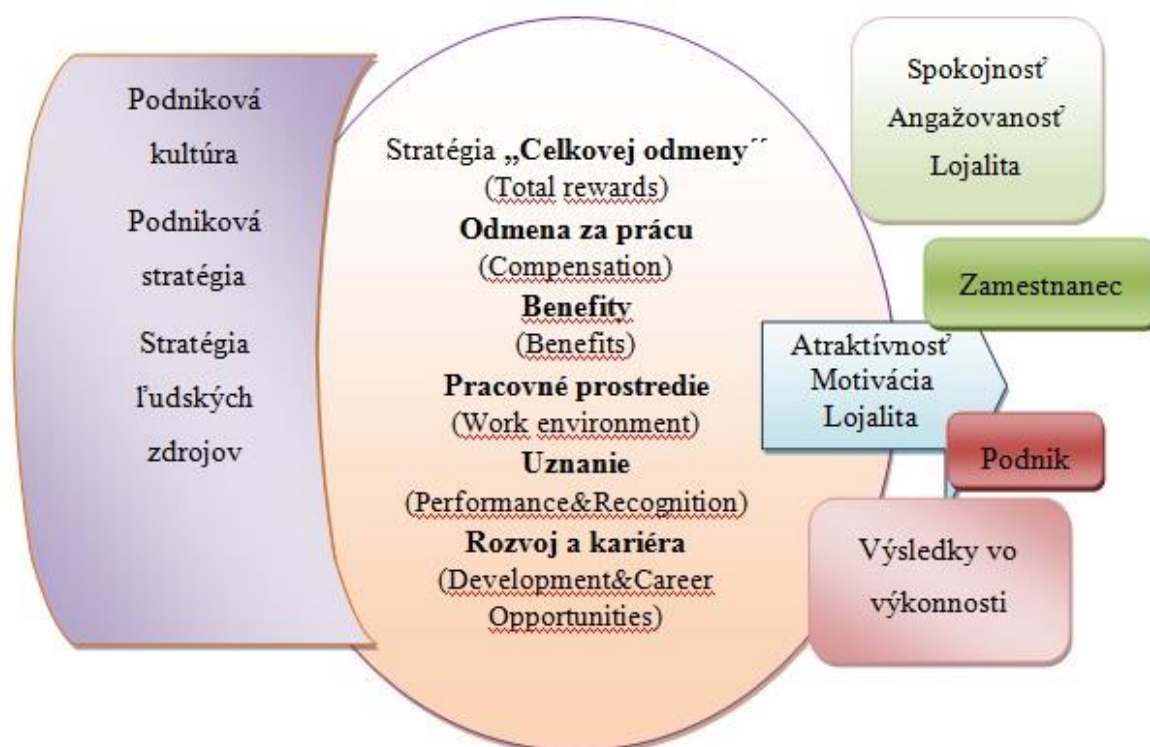 Podniková
kultúra
Podniková
stratégia
Stratégia
ľudských
zdrojov
Stratégia „Celkovej odmeny´´
(Total rewards)
Odmena za prácu
(Compensation)
Benefity
(Benefits)
Pracovné prostredie
(Work environment)
Uznanie
(Performance&Recognition)
Rozvoj a kariéra
(Development&Career
Opportunities)
Atraktívnosť
Motivácia
Lojalita
Spokojnosť
Angažovanosť
Lojalita
Zamestnanec
Podnik
Výsledky vo
výkonnosti